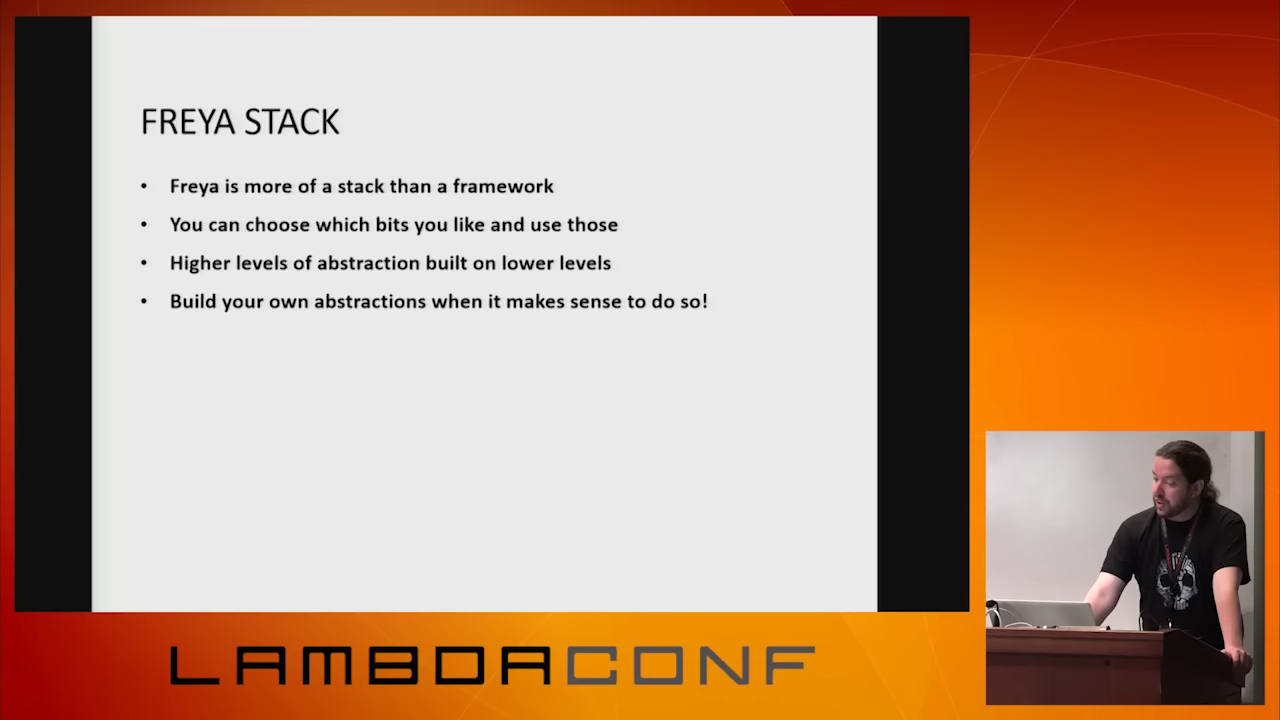 FREYA STACK
• Freya is more of a stack than a framework
• You can choose which bits you like and use those
• Higher levels of abstraction built on lower levels
• Build your own abstractions when it makes sense to do so!
LAMBDACONF